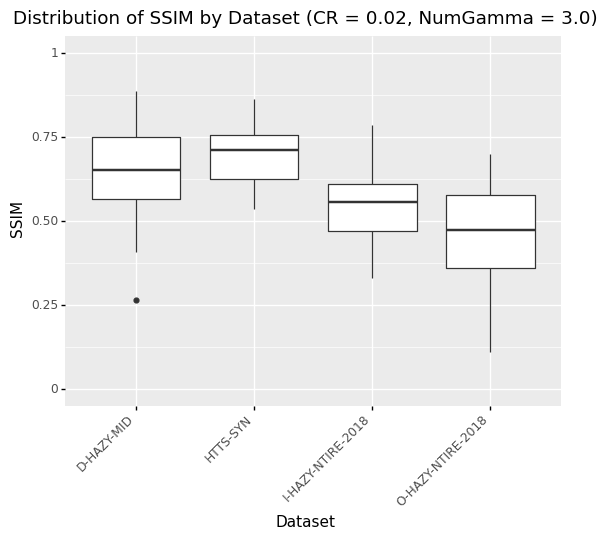 Distribution of SSIM by Dataset (CR = 0.02, NumGamma = 3.0)
1
0.75
0.50
0.25
0
SSIM
D-HAZY-MID
HTTS-SYN
I-HAZY-NTIRE-2018
O-HAZY-NTIRE-2018
Dataset